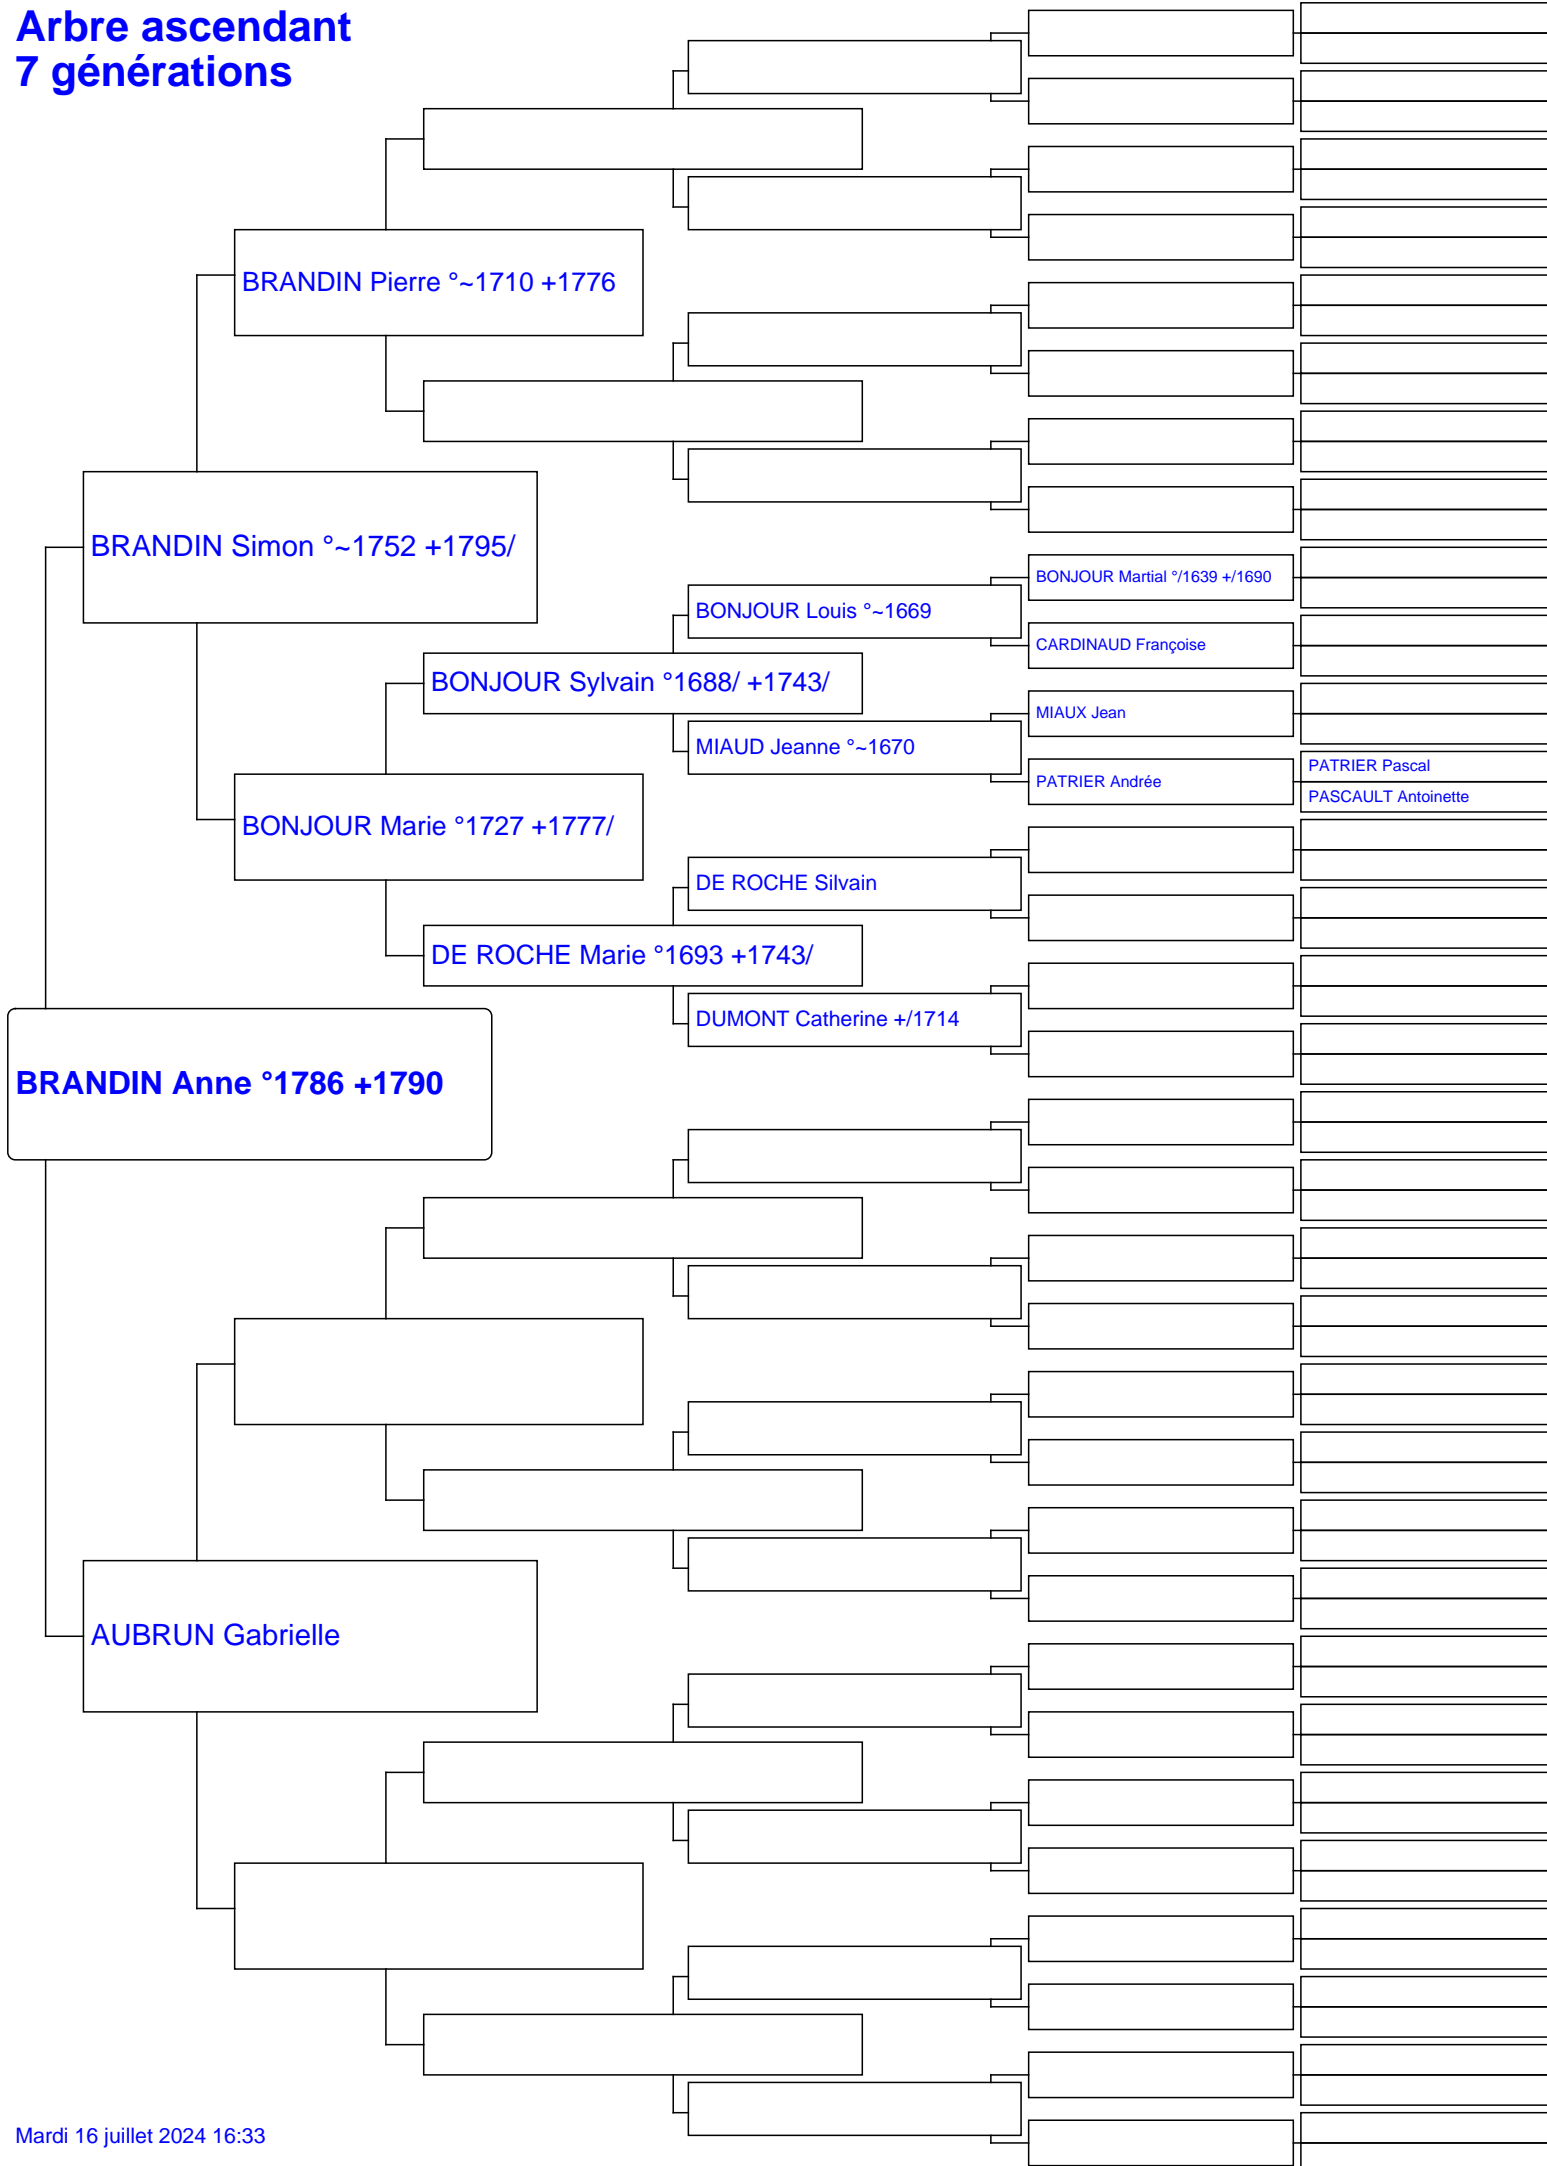 Arbre ascendant
7 générations
BRANDIN Pierre °~1710 +1776
BRANDIN Simon °~1752 +1795/
BONJOUR Martial °/1639 +/1690
BONJOUR Louis °~1669
CARDINAUD Françoise
BONJOUR Sylvain °1688/ +1743/
MIAUX Jean
MIAUD Jeanne °~1670
PATRIER Pascal
PATRIER Andrée
PASCAULT Antoinette
BONJOUR Marie °1727 +1777/
DE ROCHE Silvain
DE ROCHE Marie °1693 +1743/
DUMONT Catherine +/1714
BRANDIN Anne °1786 +1790
AUBRUN Gabrielle
Mardi 16 juillet 2024 16:33